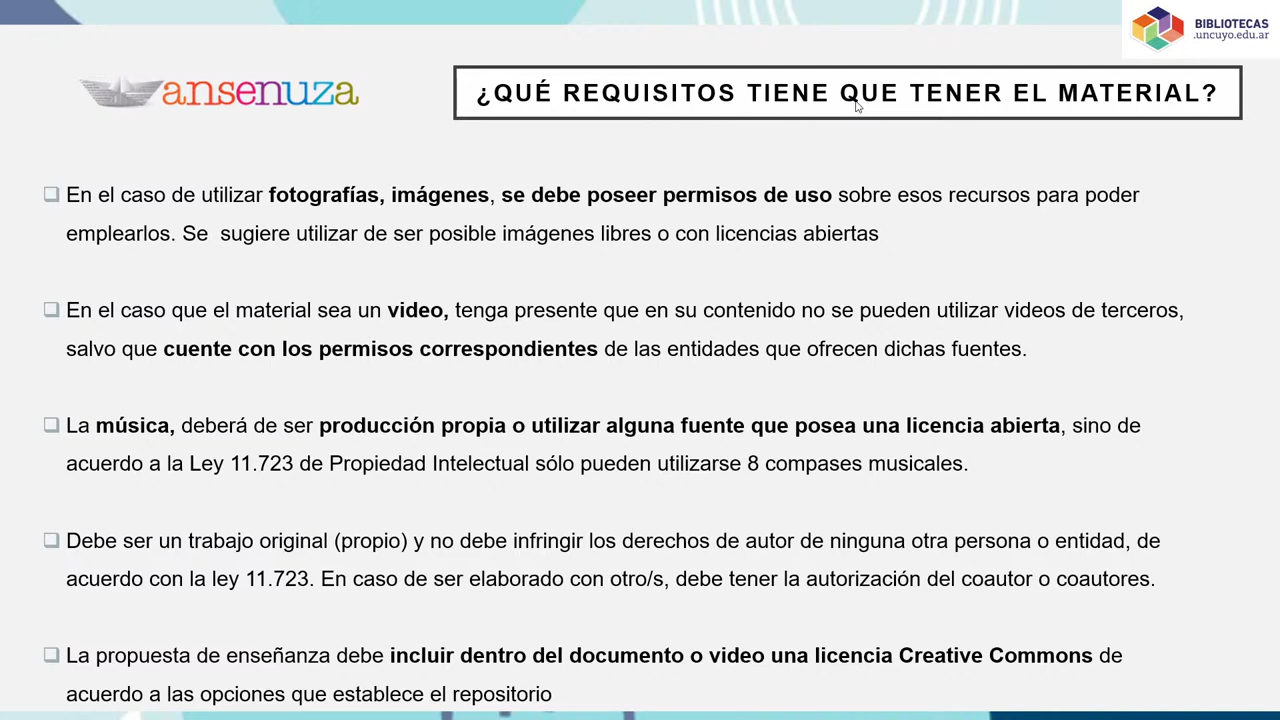 BIBLIOTECAS
.uncuyo.edu.ar
ansenuza
¿QUÉ REQUISITOS TIENE QUE TENER EL MATERIAL?
❑ En el caso de utilizar fotografías, imágenes, se debe poseer permisos de uso sobre esos recursos para poder
emplearlos. Se  sugiere utilizar de ser posible imágenes libres o con licencias abiertas
❑ En el caso que el material sea un video, tenga presente que en su contenido no se pueden utilizar videos de terceros,
salvo que cuente con los permisos correspondientes de las entidades que ofrecen dichas fuentes.
❑ La música, deberá de ser producción propia o utilizar alguna fuente que posea una licencia abierta, sino de
acuerdo a la Ley 11.723 de Propiedad Intelectual sólo pueden utilizarse 8 compases musicales.
❑ Debe ser un trabajo original (propio) y no debe infringir los derechos de autor de ninguna otra persona o entidad, de
acuerdo con la ley 11.723. En caso de ser elaborado con otro/s, debe tener la autorización del coautor o coautores.
❑ La propuesta de enseñanza debe incluir dentro del documento o video una licencia Creative Commons de
acuerdo a las opciones que establece el repositorio